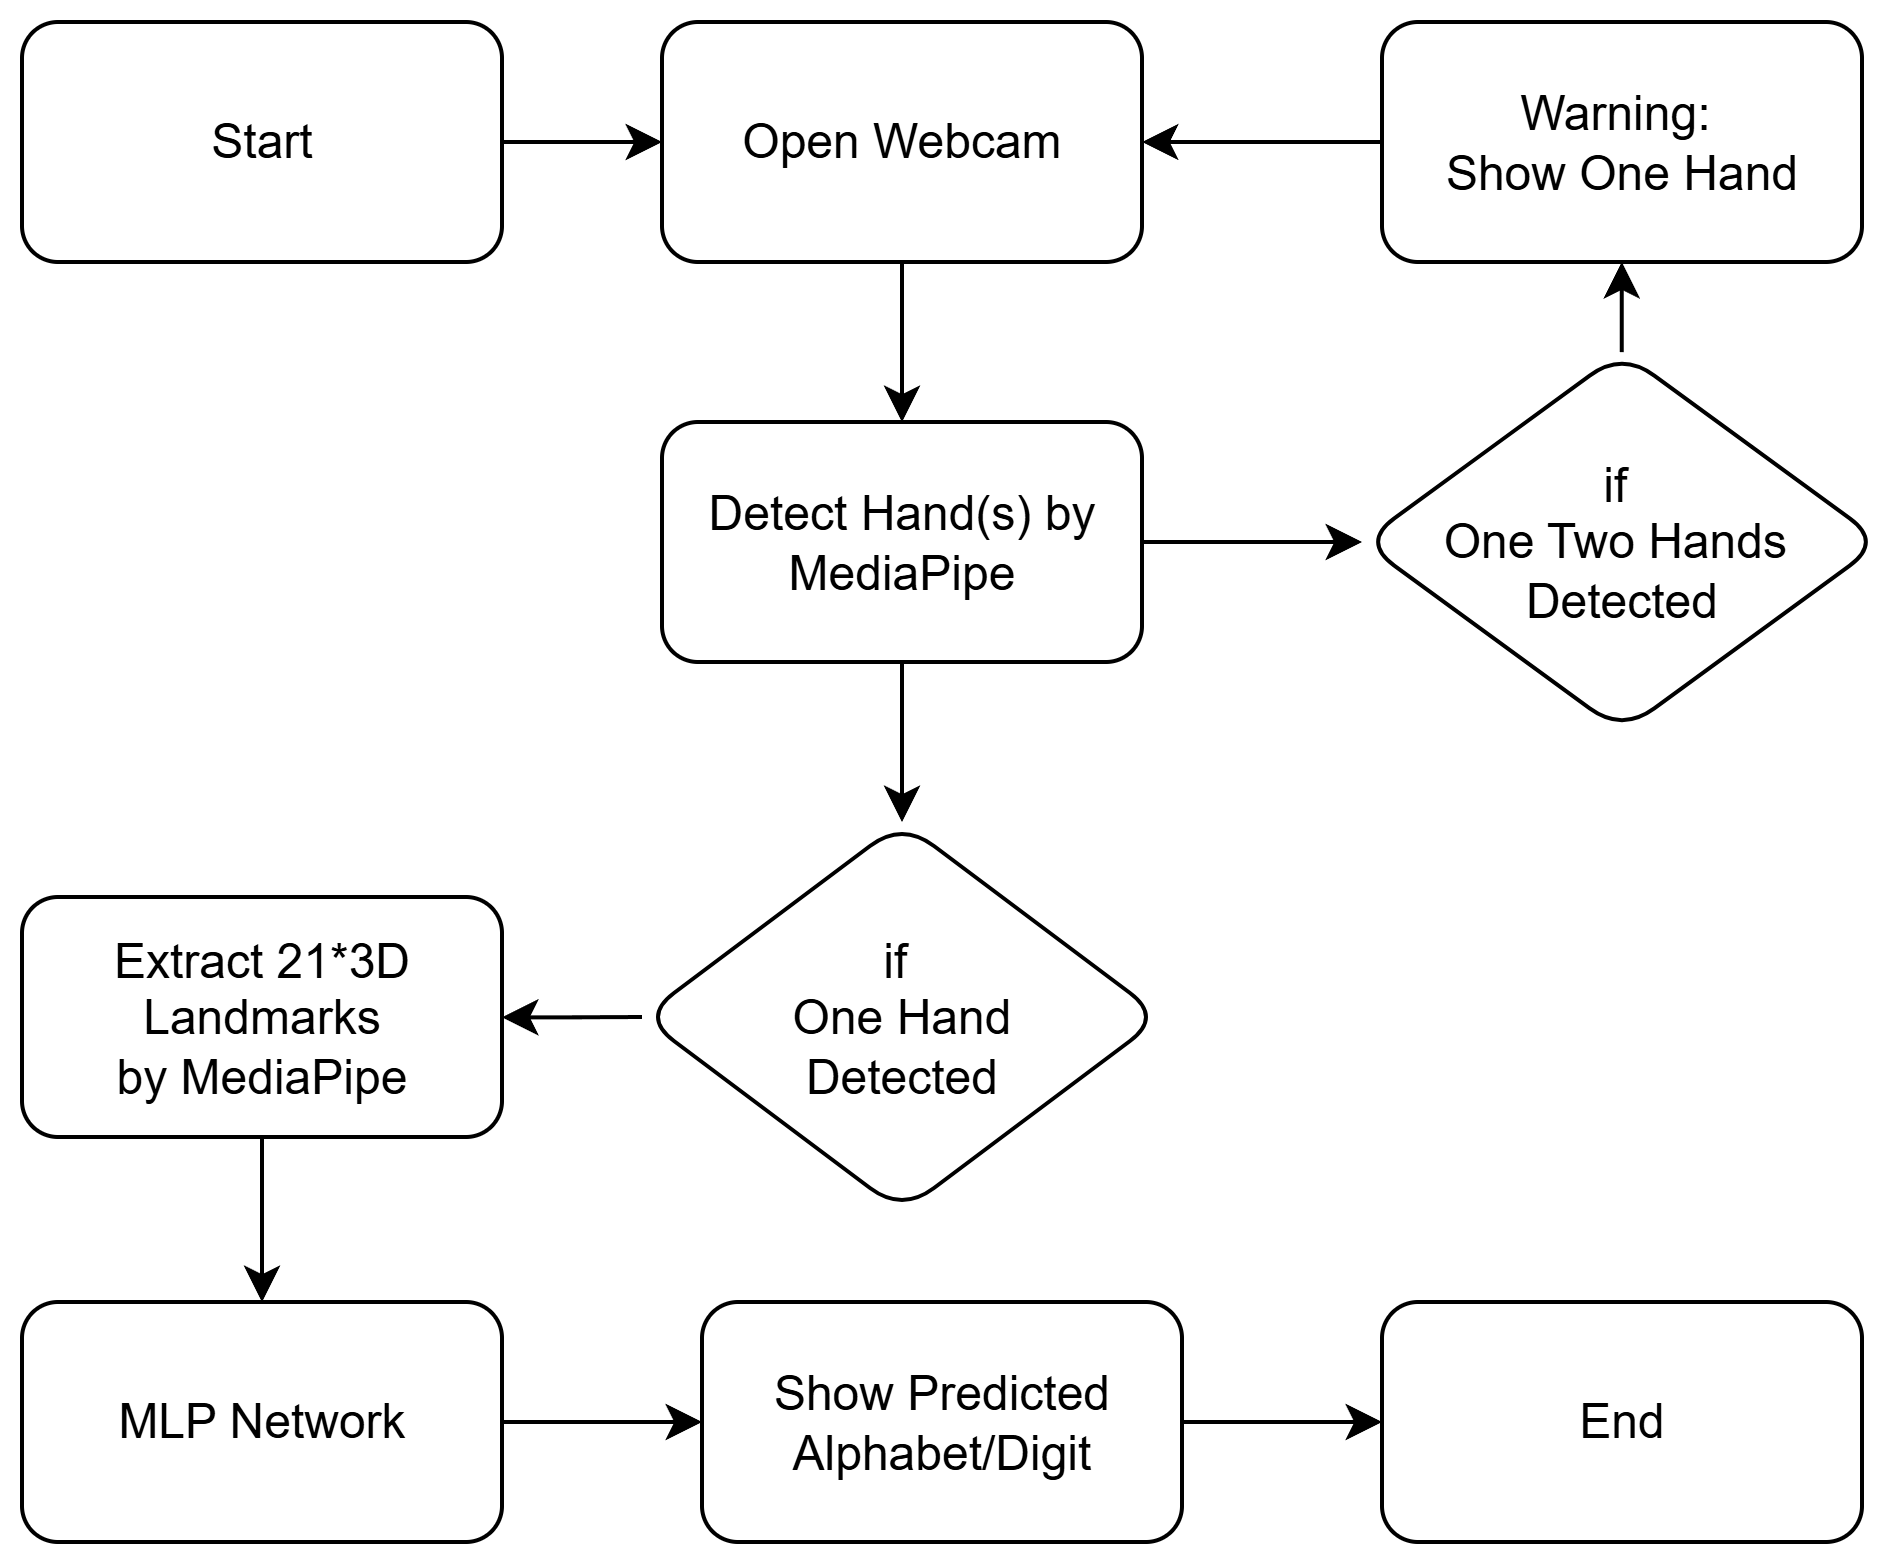 Start
Open Webcam
Warning:
Show One Hand
Detect Hand(s) by
MediaPipe
if
One Two Hands
Detected
Extract 21*3D
Landmarks
by MediaPipe
if
One Hand
Detected
MLP Network
Show Predicted
Alphabet/Digit
End